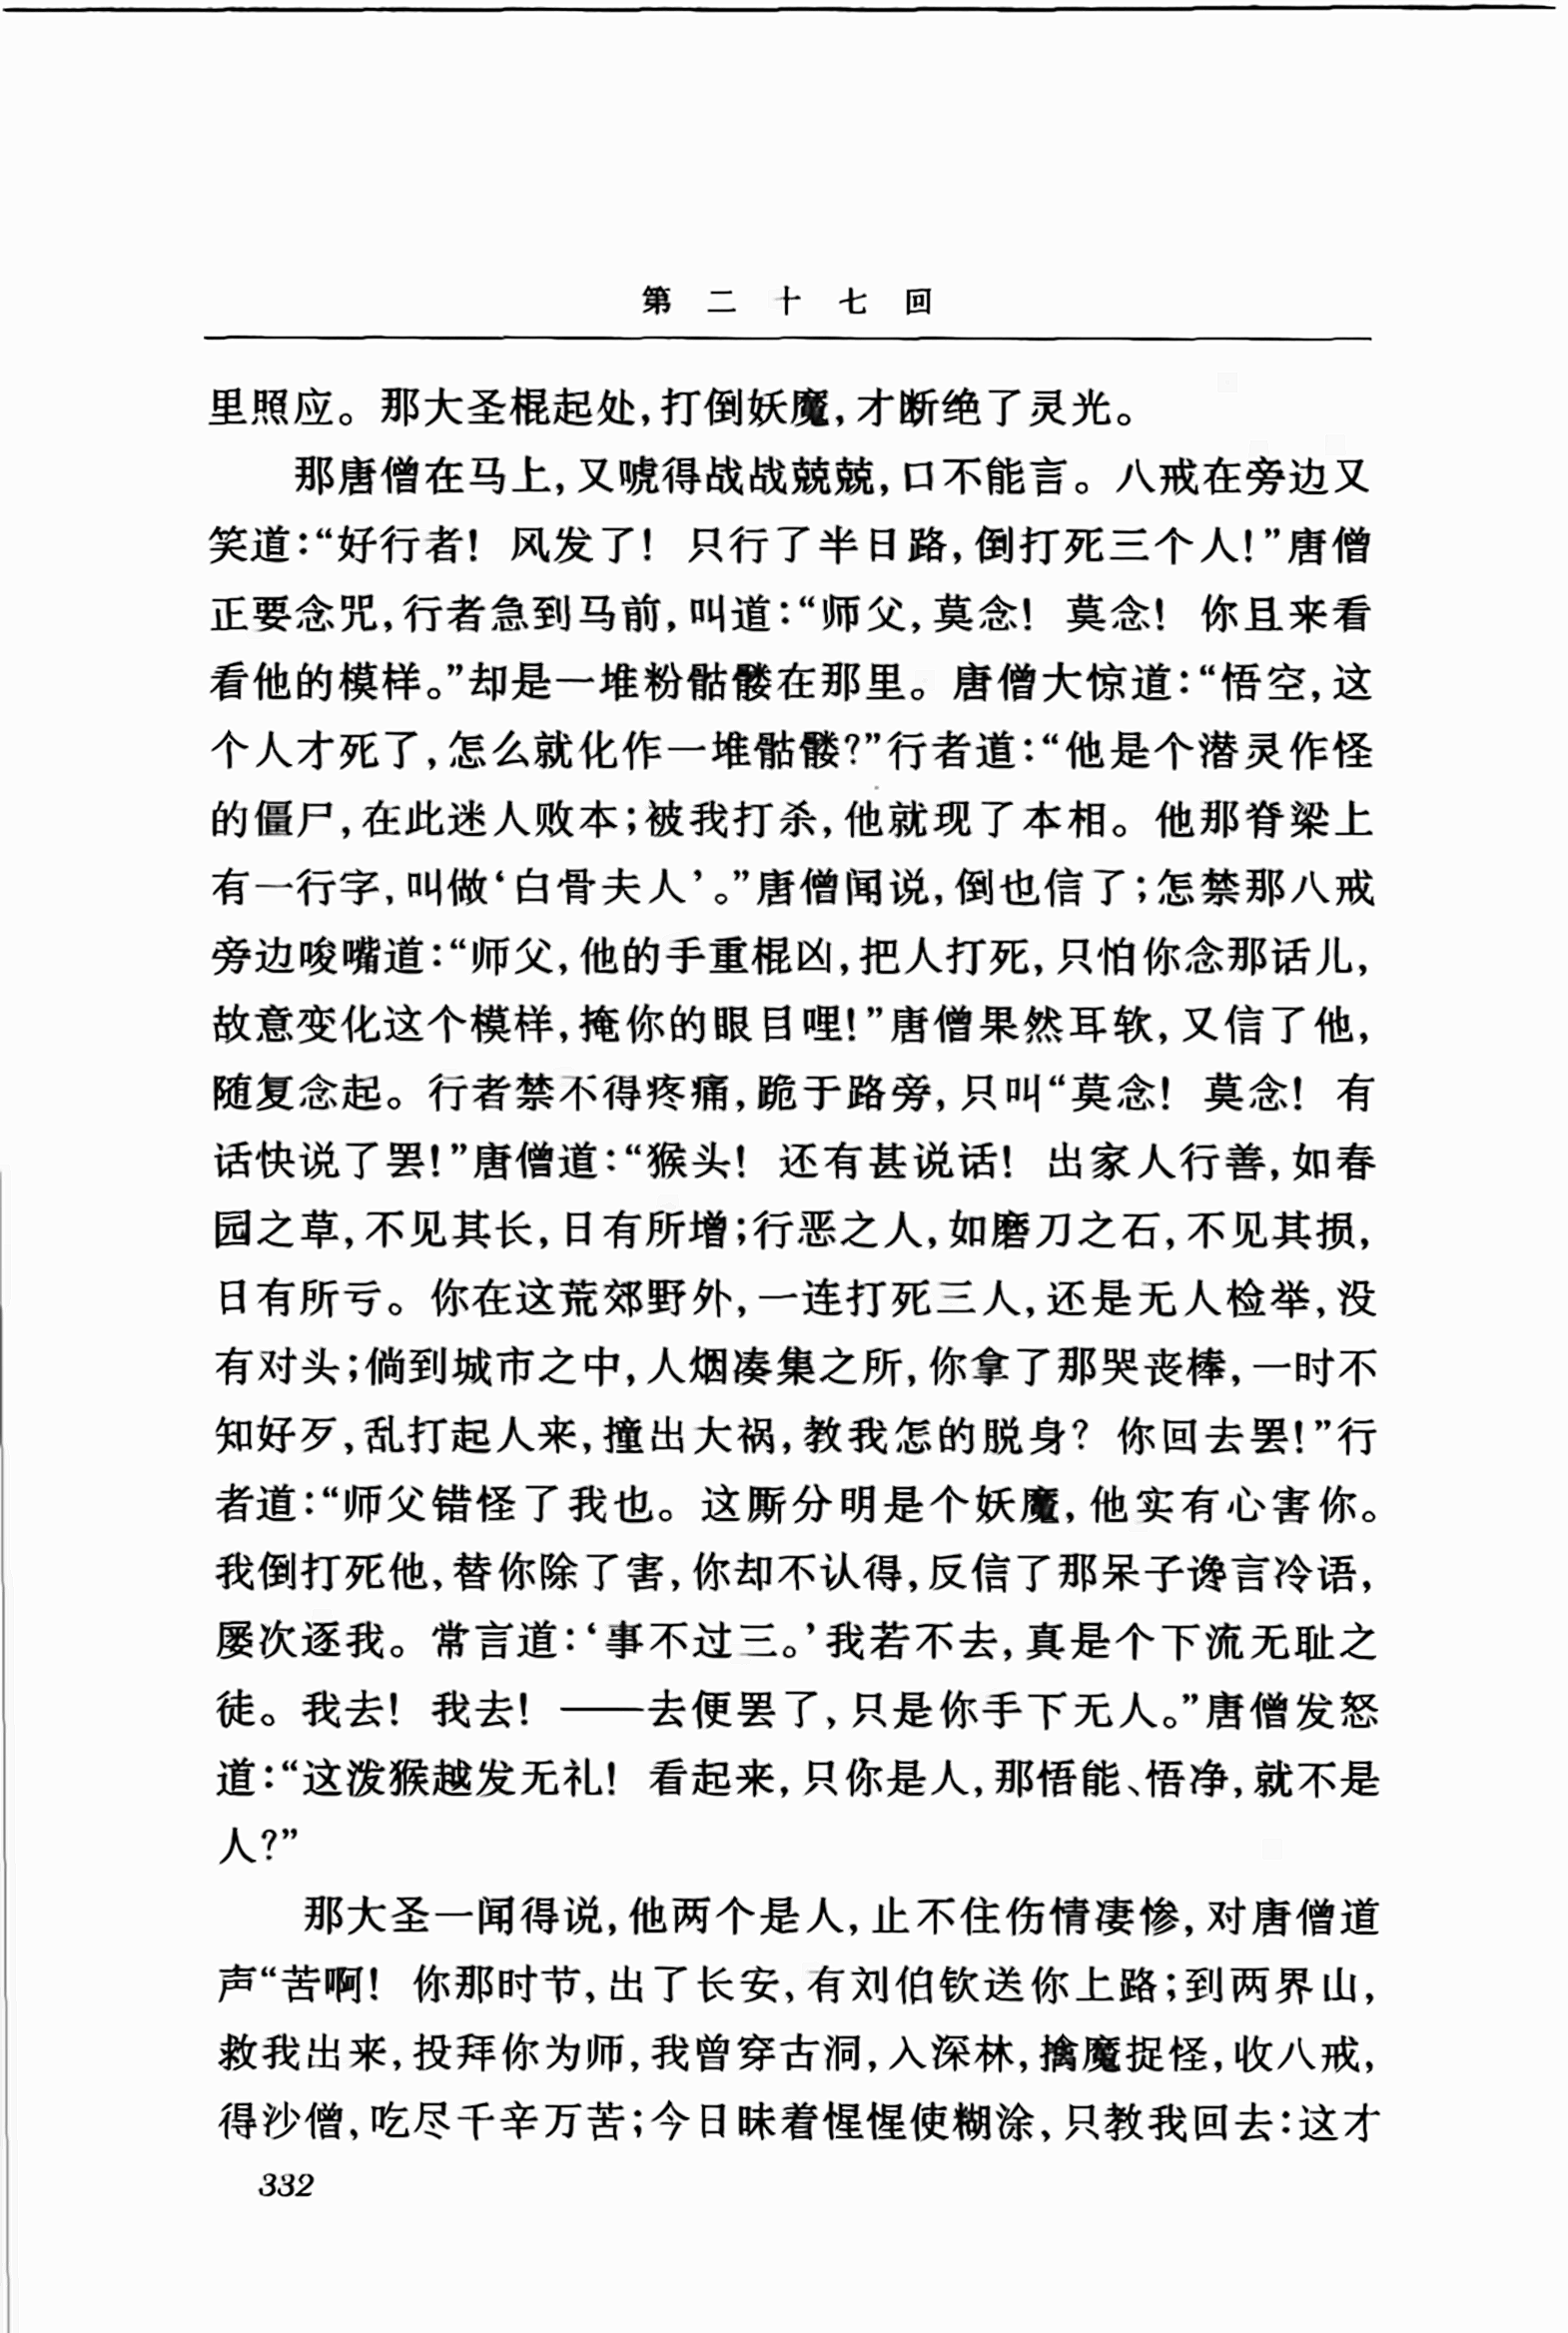 第二十七回
里照应。那大圣棍起处,打倒妖魔,才断绝了灵光。
那唐僧在马上,又唬得战战兢兢,口不能言。八戒在旁边又
笑道:“好行者! 风发了! 只行了半日路,倒打死三个人!”唐僧
正要念咒,行者急到马前,叫道:“师父,莫念! 莫念! 你且来看
看他的模样。”却是一堆粉骷髅在那里。唐僧大惊道:“悟空,这
个人才死了,怎么就化作一堆骷髅?”行者道:“他是个潜灵作怪
的僵尸,在此迷人败本;被我打杀,他就现了本相。他那脊梁上
有一行字,叫做‘白骨夫人’。”唐僧闻说,倒也信了;怎禁那八戒
旁边唆嘴道:“师父,他的手重棍凶,把人打死,只怕你念那话儿,
故意变化这个模样,掩你的眼目哩!”唐僧果然耳软,又信了他,
随复念起。行者禁不得疼痛,跪于路旁,只叫“莫念! 莫念! 有
话快说了罢!”唐僧道:“猴头! 还有甚说话! 出家人行善,如春
园之草,不见其长,日有所增;行恶之人,如磨刀之石,不见其损,
日有所亏。你在这荒郊野外,一连打死三人,还是无人检举,没
有对头;倘到城市之中,人烟凑集之所,你拿了那哭丧棒,一时不
知好歹,乱打起人来,撞出大祸,教我怎的脱身? 你回去罢!”行
者道:“师父错怪了我也。这厮分明是个妖魔,他实有心害你。
我倒打死他,替你除了害,你却不认得,反信了那呆子谗言冷语,
屡次逐我。常言道:‘事不过三。’我若不去,真是个下流无耻之
徒。我去! 我去! ——去便罢了,只是你手下无人。”唐僧发怒
道:“这泼猴越发无礼! 看起来,只你是人,那悟能、悟净,就不是
人?”
那大圣一闻得说,他两个是人,止不住伤情凄惨,对唐僧道
声“苦啊! 你那时节,出了长安,有刘伯钦送你上路;到两界山,
救我出来,投拜你为师,我曾穿古洞,入深林,擒魔捉怪,收八戒,
得沙僧,吃尽千辛万苦;今日昧着惺惺使糊涂,只教我回去:这才
332